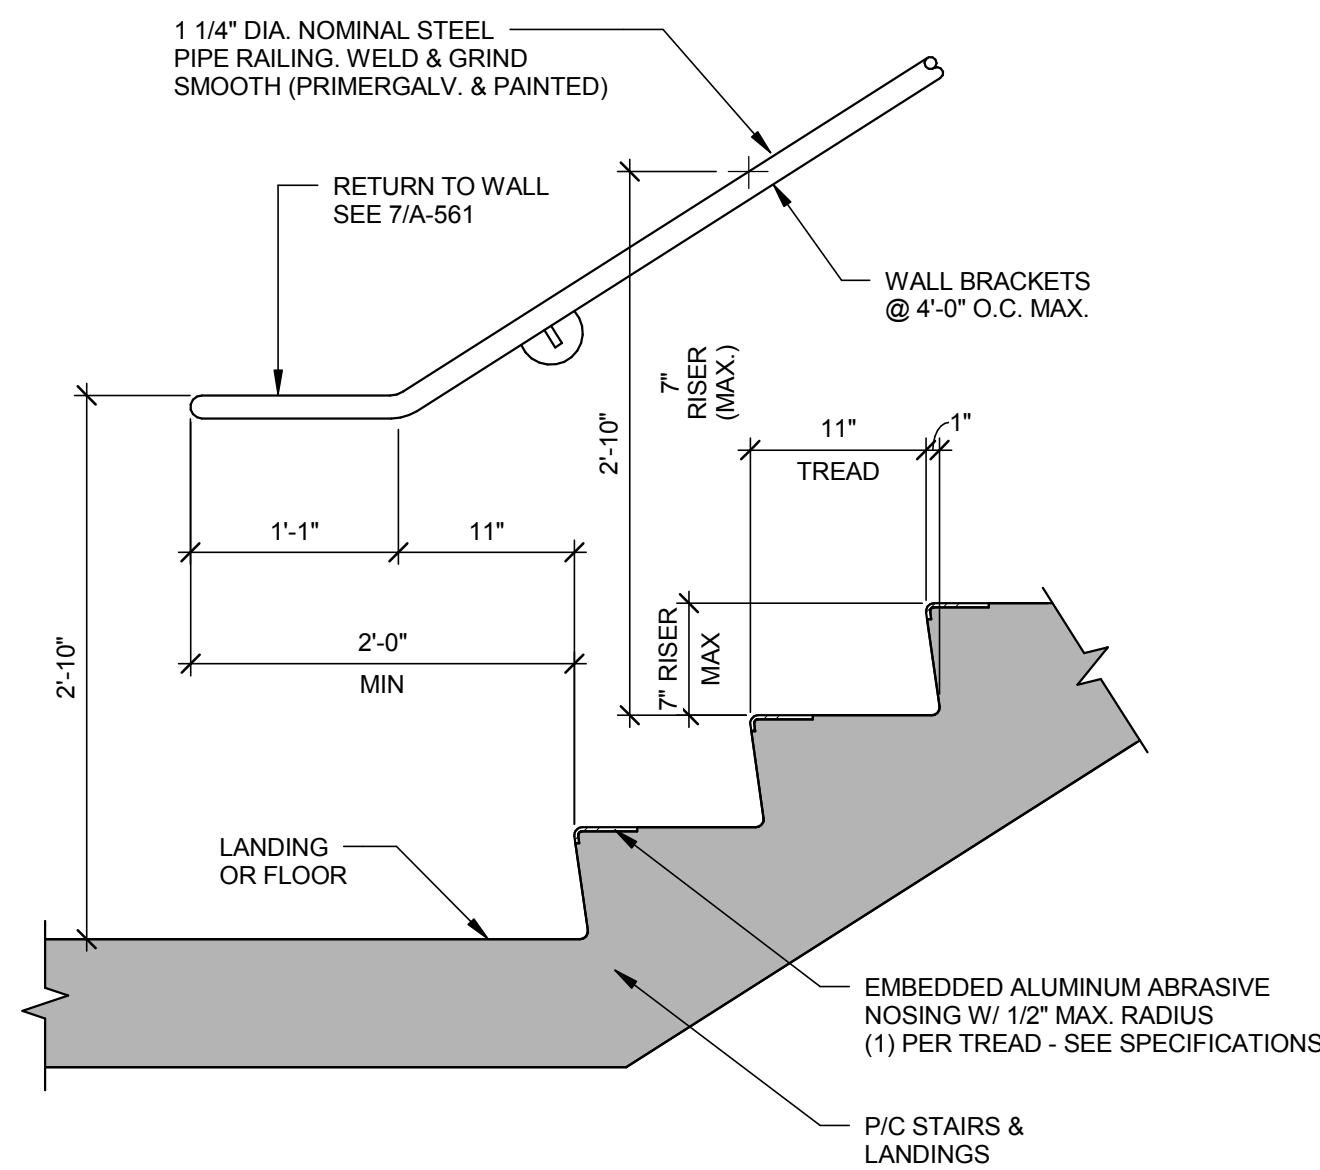 1 1/4" DIA. NOMINAL STEEL
PIPE RAILING. WELD & GRIND
SMOOTH (PRIMERGALV. & PAINTED)
RETURN TO WALL
SEE 7/A-561
WALL BRACKETS
@ 4'-0" O.C. MAX.
7"
RISER
(MAX.)
2'-10"
11"
TREAD
1"
1'-1"
11"
2'-0"
MIN
2'-10"
7" RISER
MAX
LANDING
OR FLOOR
EMBEDDED ALUMINUM ABRASIVE
NOSING W/ 1/2" MAX. RADIUS
(1) PER TREAD - SEE SPECIFICATIONS
P/C STAIRS &
LANDINGS